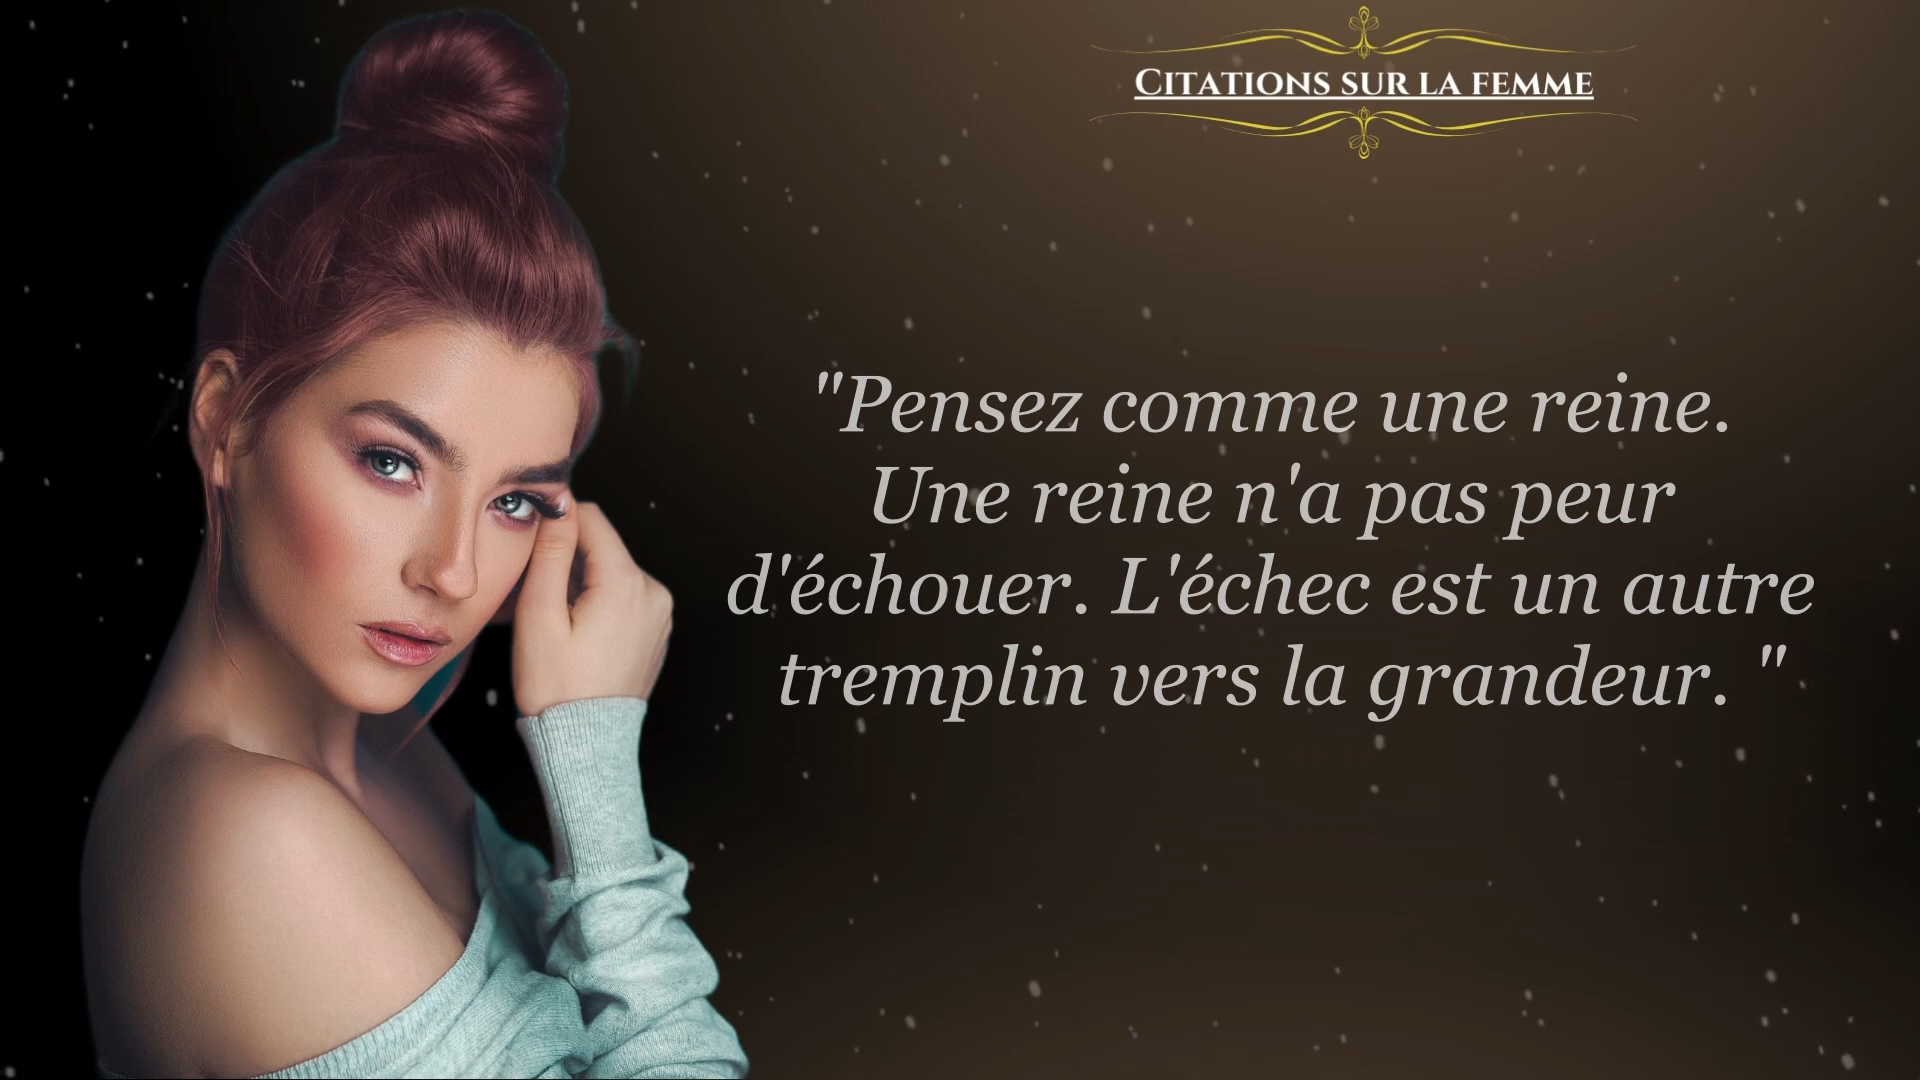 Citations sur la femme
"Pensez comme une reine.
Une reine n'a pas peur
d'échouer. L'échec est un autre
tremplin vers la grandeur. "